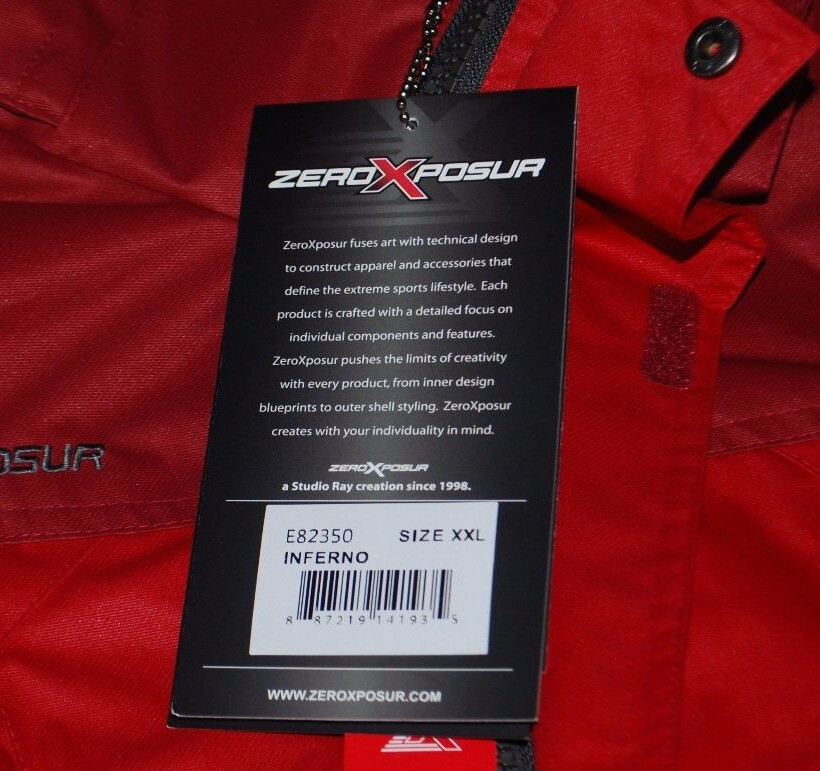 ZEROXPOSUR
ZeroXposur fuses art with technical design
to construct apparel and accessories that
define the extreme sports lifestyle. Each
product is crafted with a detailed focus on
individual components and features.
ZeroXposur pushes the limits of creativity
with every product, from inner design
blueprints to outer shell styling. ZeroXposur
creates with your individuality in mind.
OSUR
ZEROXPOSUR
a Studio Ray creation since 1998.
E82350 SIZE XXL
INFERNO
8 87219 14193 5
WWW.ZEROXPOSUR.COM